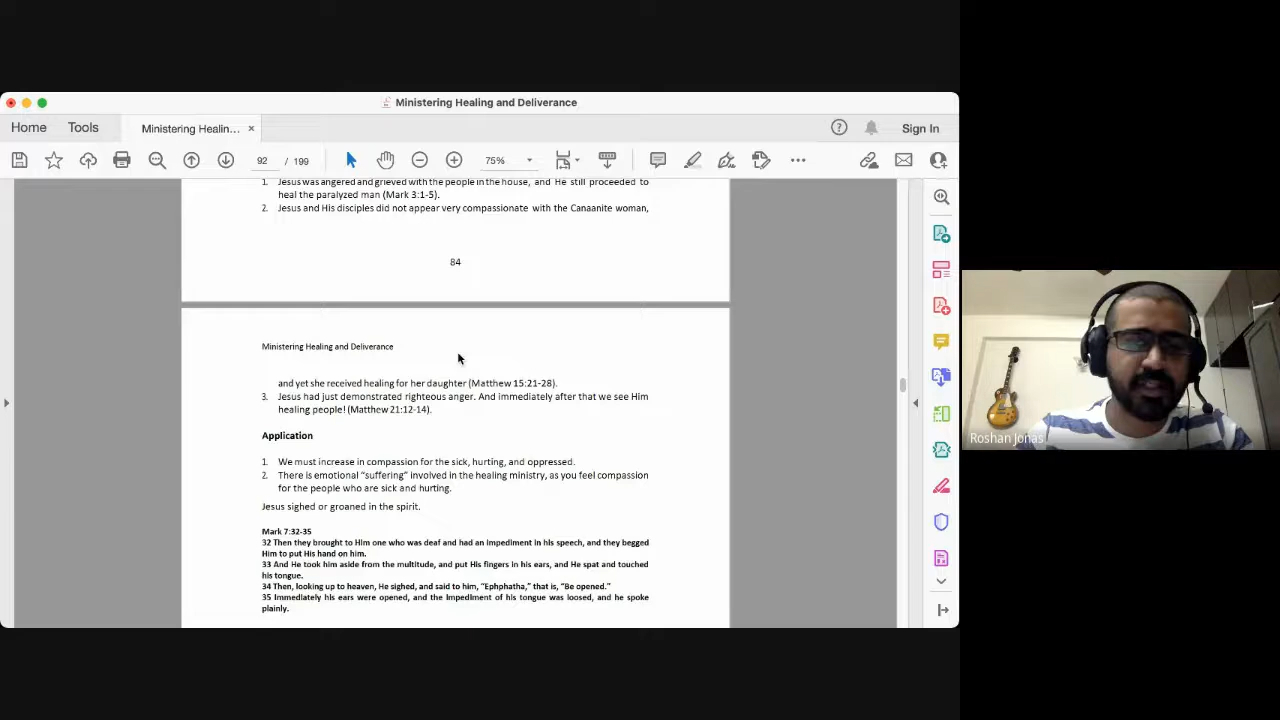 Ministering Healing and Deliverance
Home
Tools
Ministering Healin...
Sign In
92 / 199
75%
1. Jesus was angered and grieved with the people in the house, and He still proceeded to
heal the paralyzed man (Mark 3:1-5).
2. Jesus and His disciples did not appear very compassionate with the Canaanite woman,
84
Ministering Healing and Deliverance
and yet she received healing for her daughter (Matthew 15:21-28).
3. Jesus had just demonstrated righteous anger. And immediately after that we see Him
healing people! (Matthew 21:12-14).
Application
1. We must increase in compassion for the sick, hurting, and oppressed.
2. There is emotional “suffering” involved in the healing ministry, as you feel compassion
for the people who are sick and hurting.
Jesus sighed or groaned in the spirit.
Mark 7:32-35
32 Then they brought to Him one who was deaf and had an impediment in his speech, and they begged
Him to put His hand on him.
33 And He took him aside from the multitude, and put His fingers in his ears, and He spat and touched
his tongue.
34 Then, looking up to heaven, He sighed, and said to him, “Ephphatha,” that is, “Be opened.”
35 Immediately his ears were opened, and the impediment of his tongue was loosed, and he spoke
plainly.
Roshan Jonas